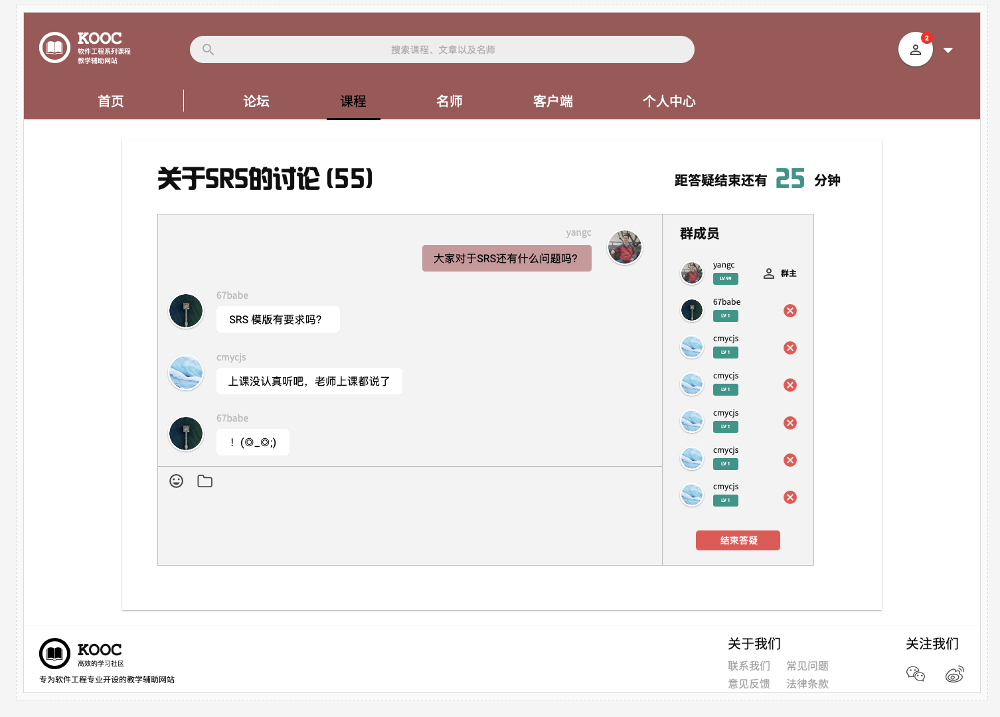 KOOC
软件工程系列课程
教学辅助网站
搜索课程、文章以及名师
2
首页
论坛
课程
名师
客户端
个人中心
关于SRS的讨论 (55)
距答疑结束还有 25 分钟
yangc
大家对于SRS还有什么问题吗?
67babe
SRS 模版有要求吗?
cmycjs
上课没认真听吧，老师上课都说了
67babe
！(◎_◎;)
群成员
yangc
LV 99
群主
67babe
LV 1
cmycjs
LV 1
cmycjs
LV 1
cmycjs
LV 1
cmycjs
LV 1
cmycjs
LV 1
结束答疑
KOOC
高效的学习社区
专为软件工程专业开设的教学辅助网站
关于我们
联系我们 常见问题
意见反馈 法律条款
关注我们